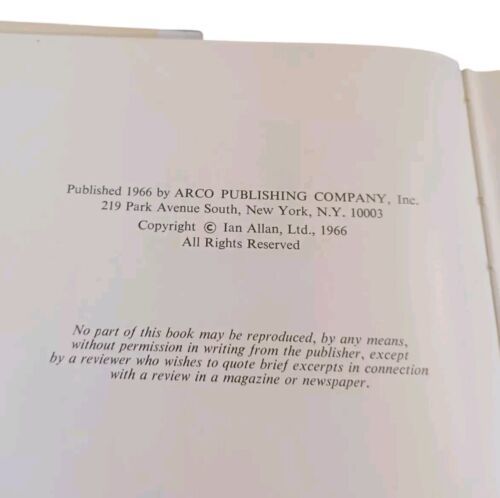 Published 1966 by ARCO PUBLISHING COMPANY, Inc.
219 Park Avenue South, New York, N.Y. 10003
Copyright © Ian Allan, Ltd., 1966
All Rights Reserved
No part of this book may be reproduced, by any means,
without permission in writing from the publisher, except
by a reviewer who wishes to quote brief excerpts in connection
with a review in a magazine or newspaper.